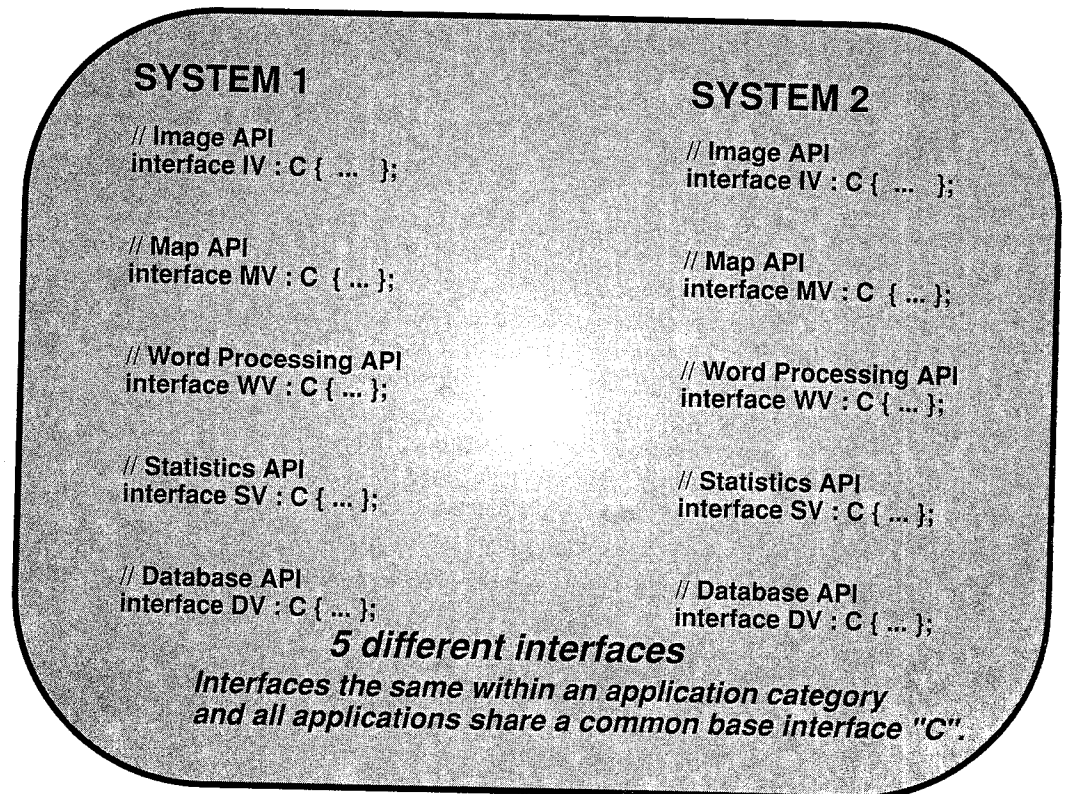 SYSTEM 1
// Image API
interface IV : C { ... };
// Map API
interface MV : C { ... };
// Word Processing API
interface WV : C { ... };
// Statistics API
interface SV : C { ... };
// Database API
interface DV : C { ... };
SYSTEM 2
// Image API
interface IV : C { ... };
// Map API
interface MV : C { ... };
// Word Processing API
interface WV : C { ... };
// Statistics API
interface SV : C { ... };
// Database API
interface DV : C { ... };
5 different interfaces
Interfaces the same within an application category
and all applications share a common base interface "C".